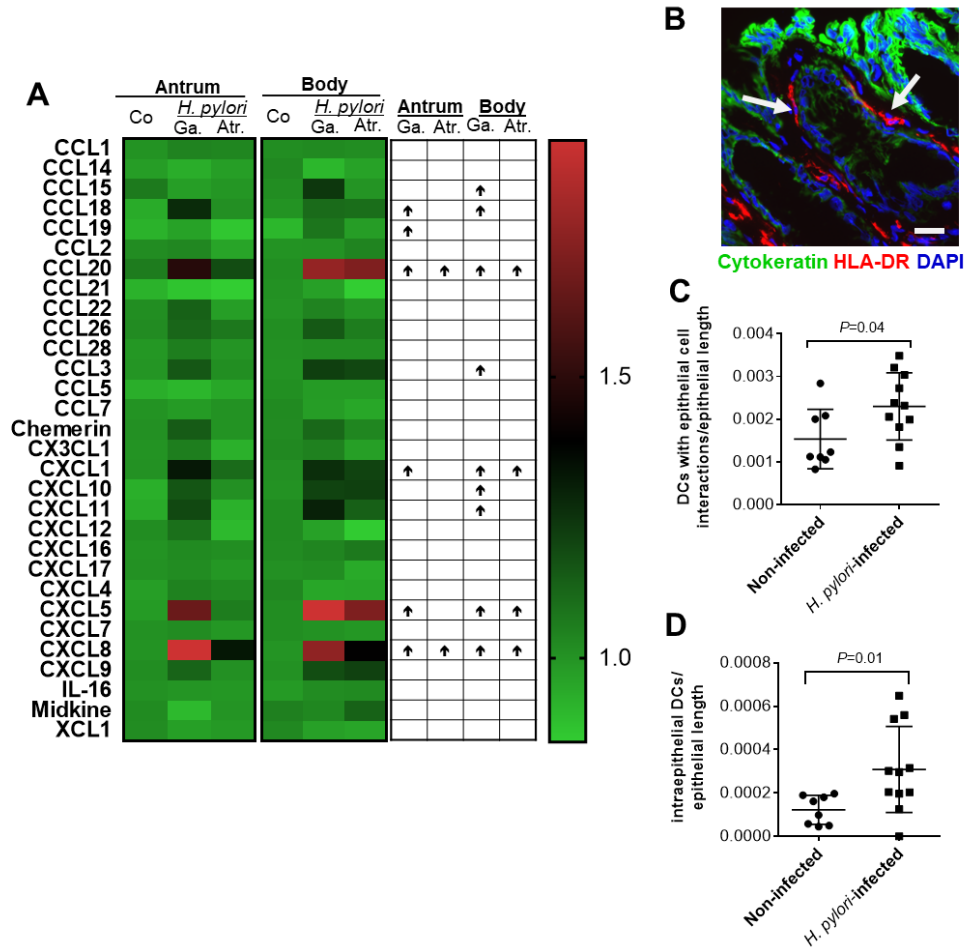 A
Antrum
Body
Co
H. pylori
Ga. Atr.
Co
H. pylori
Ga. Atr.
Antrum
Body
Ga. Atr. Ga. Atr.
CCL1
CCL14
CCL15
CCL18
CCL19
CCL2
CCL20
CCL21
CCL22
CCL26
CCL28
CCL3
CCL5
CCL7
Chemerin
CX3CL1
CXCL1
CXCL10
CXCL11
CXCL12
CXCL16
CXCL17
CXCL4
CXCL5
CXCL7
CXCL8
CXCL9
IL-16
Midkine
XCL1
1.5
1.0
B
Cytokeratin HLA-DR DAPI
C
DCs with epithelial cell
interactions/epithelial length
0.004
0.003
0.002
0.001
0.000
P=0.04
Non-infected
H. pylori-infected
D
intraepithelial DCs/
epithelial length
0.0008
0.0006
0.0004
0.0002
0.0000
P=0.01
Non-infected
H. pylori-infected